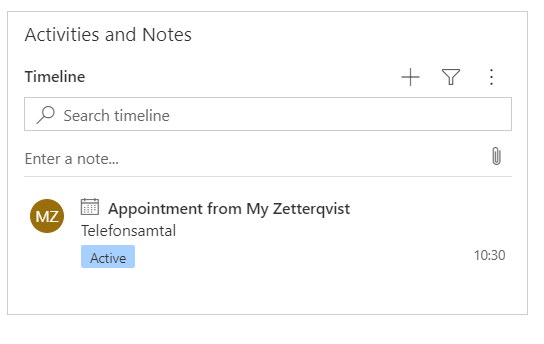 Activities and Notes
Timeline
Search timeline
Enter a note...
MZ
Appointment from My Zetterqvist
Telefonsamtal
Active
10:30